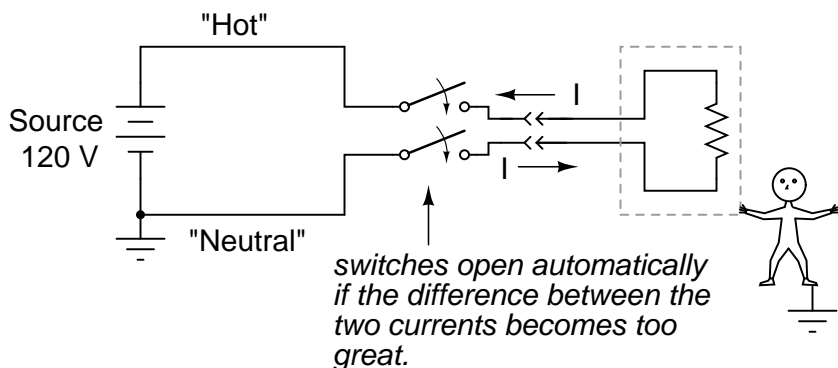 "Hot"
I
Source
120 V
I
"Neutral"
switches open automatically
if the difference between the
two currents becomes too
great.